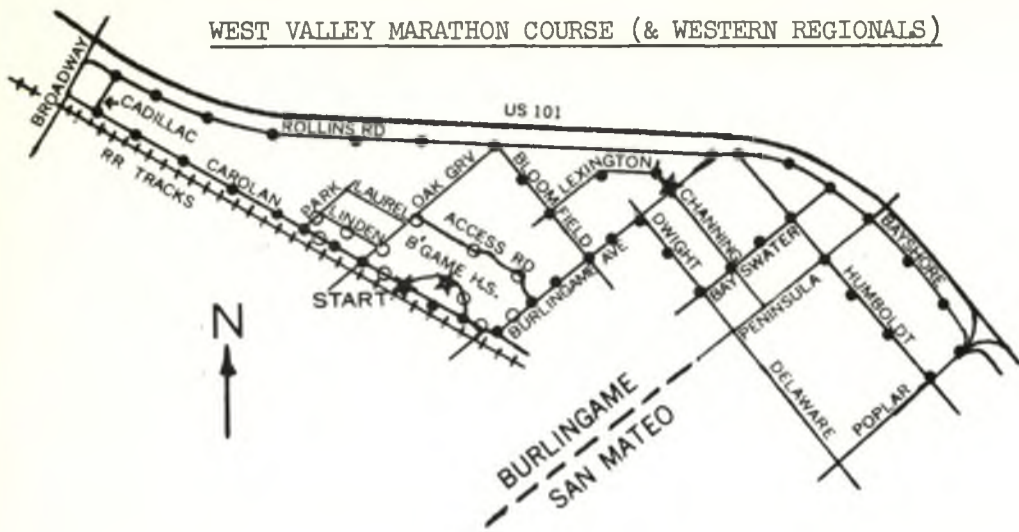 WEST VALLEY MARATHON COURSE (& WESTERN REGIONALS)
BROADWAY
US 101
CADILLAC
ROLLINS RD
RR TRACKS
CAROLAN
PARK
LINDEN
LAUREL
OAK GRV
ACCESS RD
B'GAME H.S.
BLOOMFIELD
LEXINGTON
CHANNING
DWIGHT
BURLINGAME AVE
BAYSWATER
PENINSULA
BAYSHORE
HUMBOLDT
DELAWARE
POPLAR
START
N
BURLINGAME
SAN MATEO